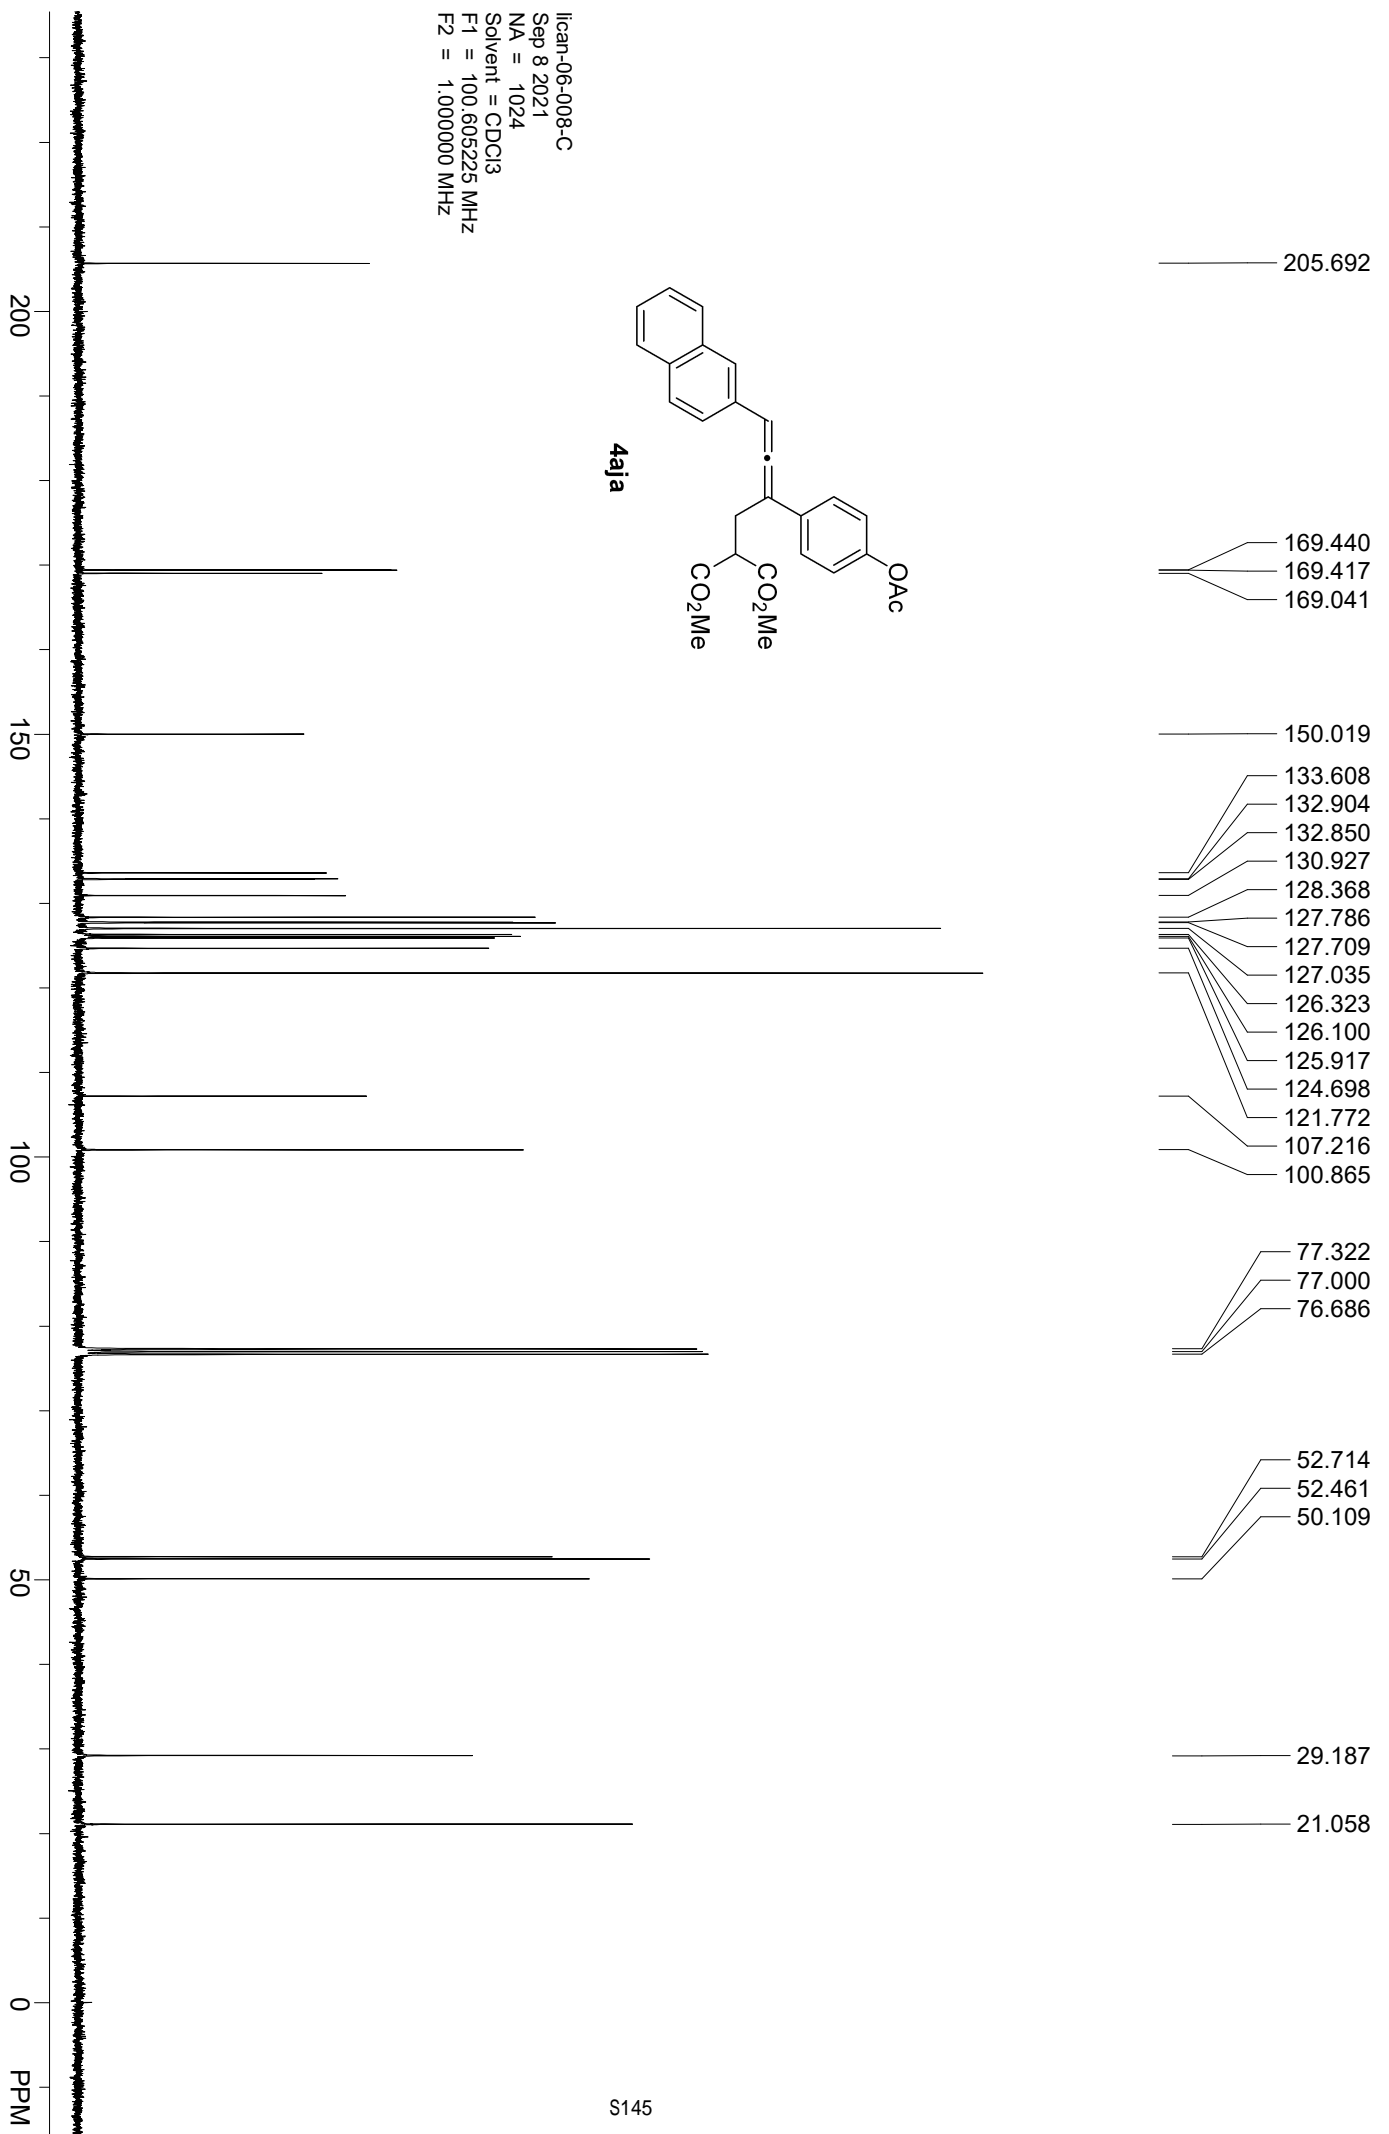 lican-06-008-C
Sep 8 2021
NA = 1024
Solvent = CDCl3
F1 = 100.605225 MHz
F2 = 1.000000 MHz
OAc
CO2Me
CO2Me
4aja
205.692
169.440
169.417
169.041
150.019
133.608
132.904
132.850
130.927
128.368
127.786
127.709
127.035
126.323
126.100
125.917
124.698
121.772
107.216
100.865
77.322
77.000
76.686
52.714
52.461
50.109
29.187
21.058
200
150
100
50
0
PPM
S145